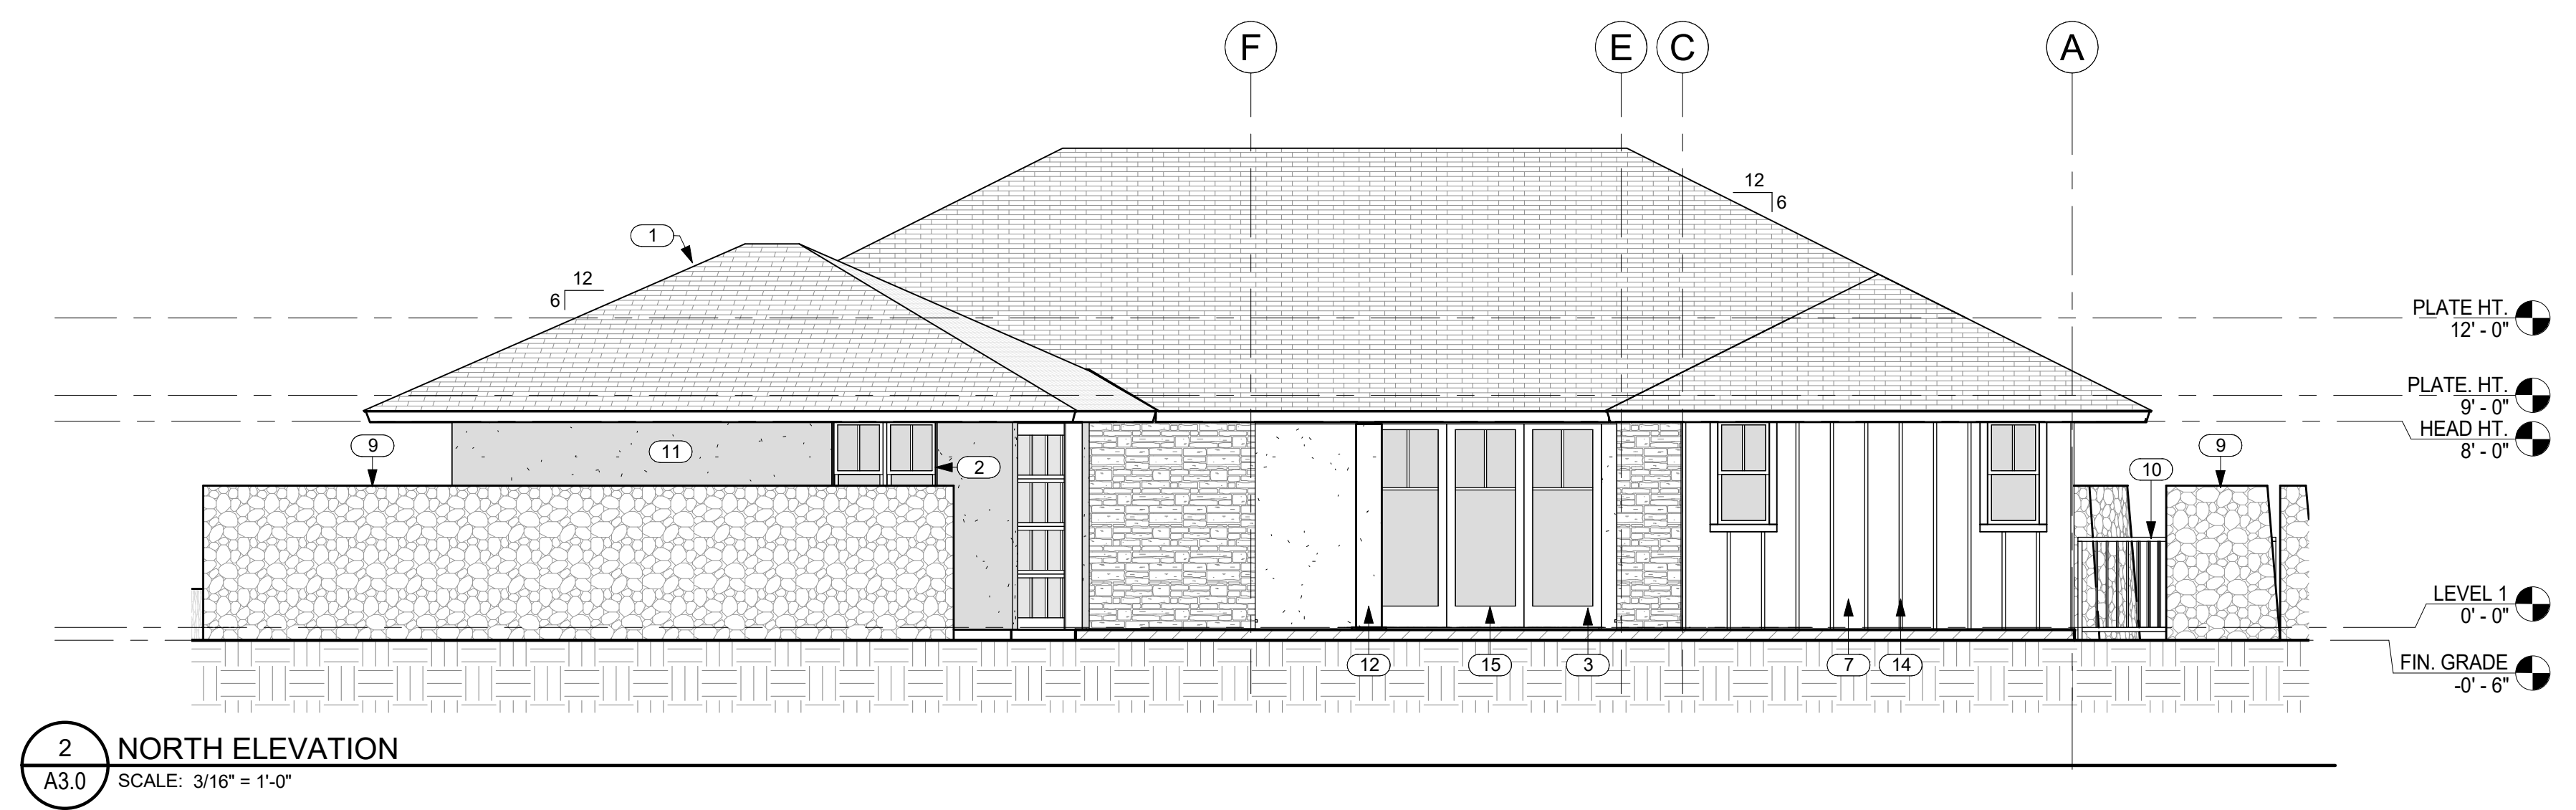 F
E
C
A
12
6
1
12
6
PLATE HT.
12' - 0"
PLATE. HT.
9' - 0"
HEAD HT.
8' - 0"
9
11
2
9
10
LEVEL 1
0' - 0"
12
15
3
7
14
FIN. GRADE
-0' - 6"
2
A3.0
NORTH ELEVATION
SCALE: 3/16" = 1'-0"